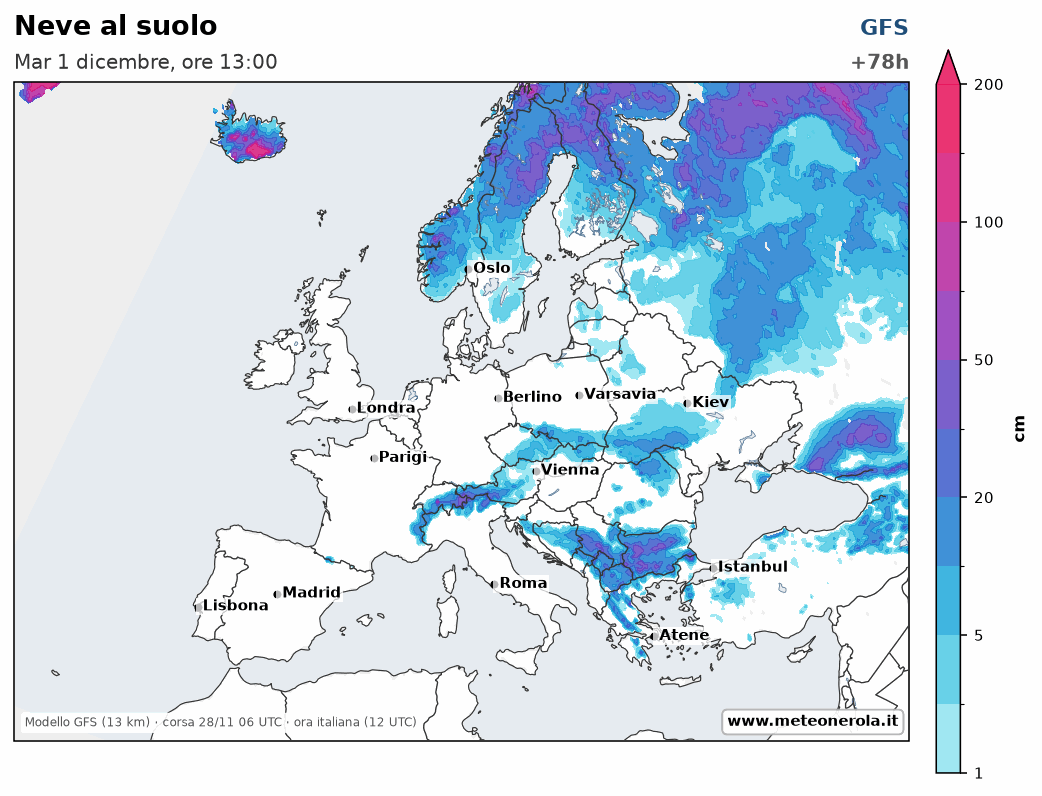 Neve al suolo
GFS
Mar 1 dicembre, ore 13:00
+78h
200
100
50
20
5
1
cm
Oslo
Londra
Berlino
Varsavia
Kiev
Parigi
Vienna
Istanbul
Roma
Madrid
Lisbona
Atene
Modello GFS (13 km) · corsa 28/11 06 UTC · ora italiana (12 UTC)
www.meteonerola.it